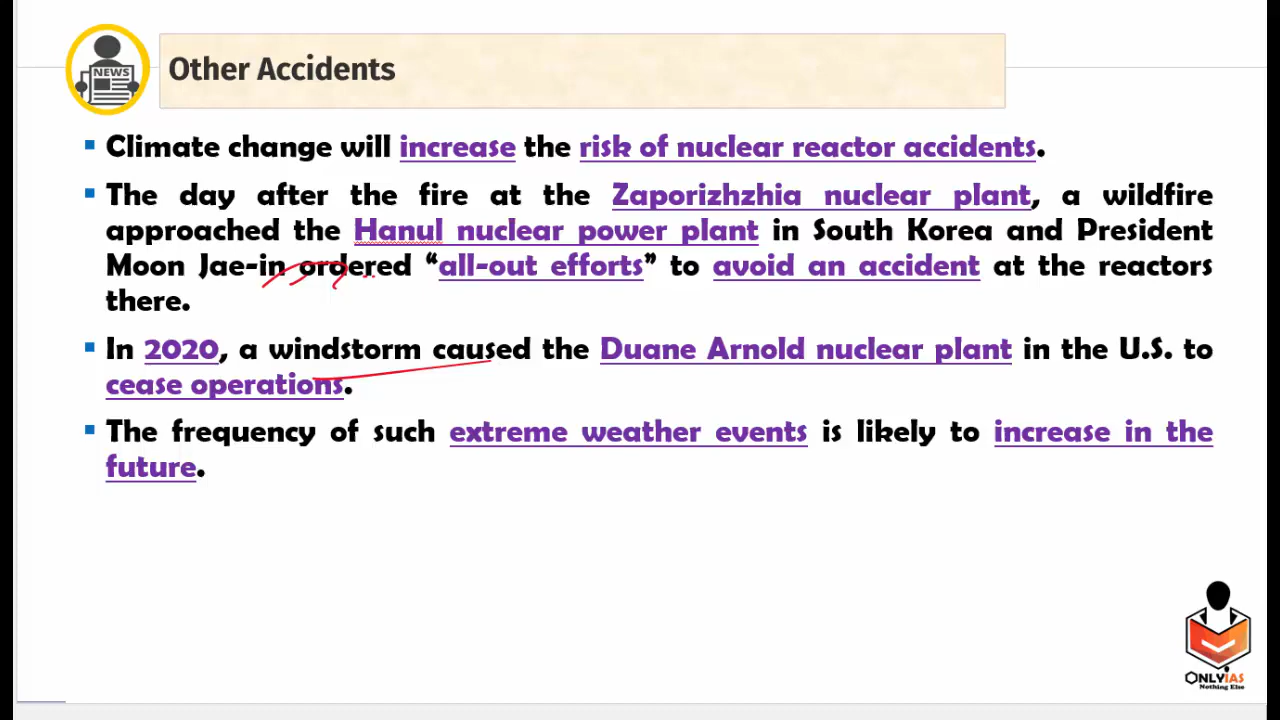 NEWS
Other Accidents
▪ Climate change will increase the risk of nuclear reactor accidents.
▪ The day after the fire at the Zaporizhzhia nuclear plant, a wildfire
approached the Hanul nuclear power plant in South Korea and President
Moon Jae-in ordered “all-out efforts” to avoid an accident at the reactors
there.
▪ In 2020, a windstorm caused the Duane Arnold nuclear plant in the U.S. to
cease operations.
▪ The frequency of such extreme weather events is likely to increase in the
future.
ONLYIAS
Nothing Else